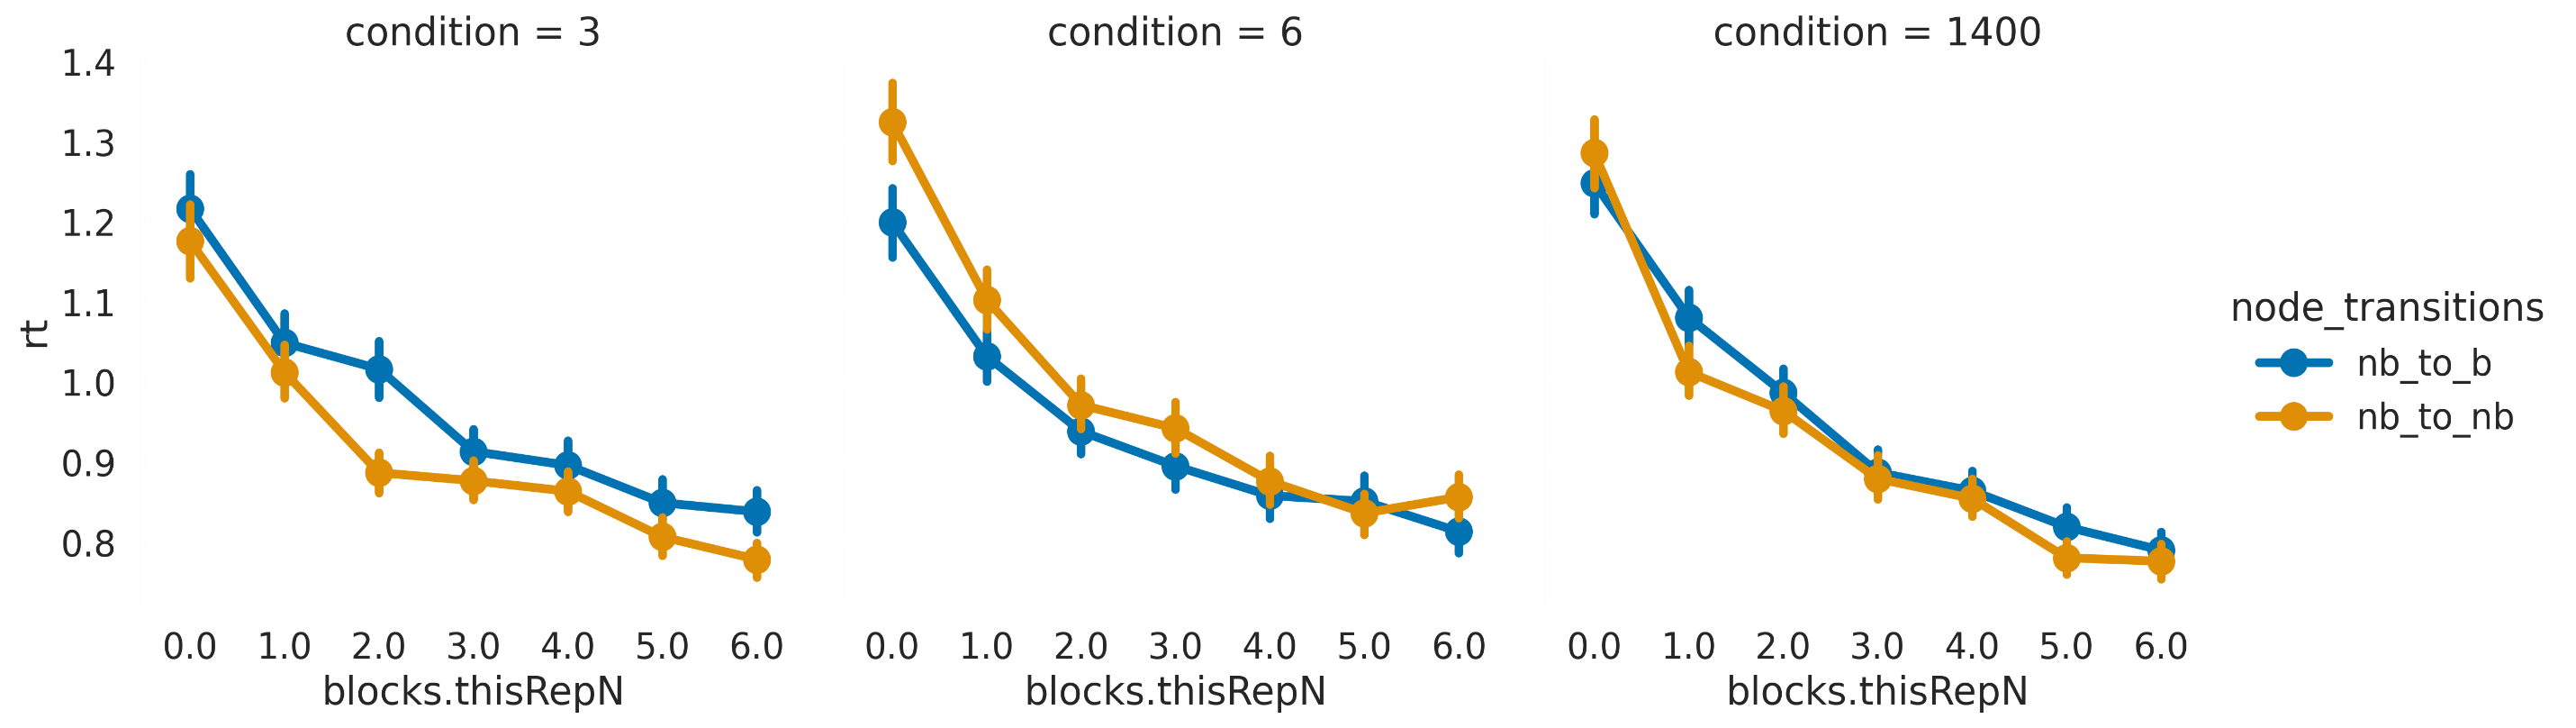 condition = 3
condition = 6
condition = 1400
1.4
1.3
1.2
1.1
1.0
0.9
0.8
rt
0.0 1.0 2.0 3.0 4.0 5.0 6.0
0.0 1.0 2.0 3.0 4.0 5.0 6.0
0.0 1.0 2.0 3.0 4.0 5.0 6.0
blocks.thisRepN
blocks.thisRepN
blocks.thisRepN
node_transitions
nb_to_b
nb_to_nb